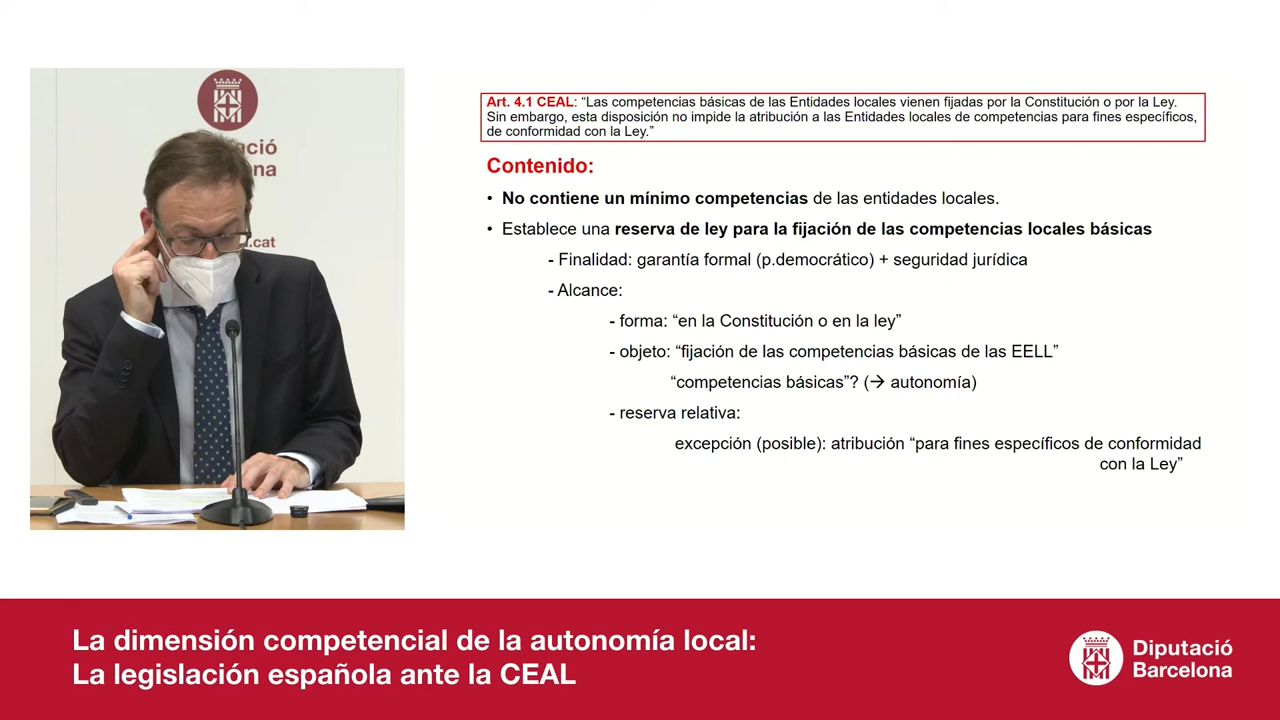 ació
celona
.cat
Art. 4.1 CEAL: “Las competencias básicas de las Entidades locales vienen fijadas por la Constitución o por la Ley.
Sin embargo, esta disposición no impide la atribución a las Entidades locales de competencias para fines específicos,
de conformidad con la Ley.”
Contenido:
• No contiene un mínimo competencias de las entidades locales.
• Establece una reserva de ley para la fijación de las competencias locales básicas
- Finalidad: garantía formal (p.democrático) + seguridad jurídica
- Alcance:
- forma: “en la Constitución o en la ley”
- objeto: “fijación de las competencias básicas de las EELL”
“competencias básicas”? (→ autonomía)
- reserva relativa:
excepción (posible): atribución “para fines específicos de conformidad
con la Ley”
La dimensión competencial de la autonomía local:
La legislación española ante la CEAL
Diputació
Barcelona